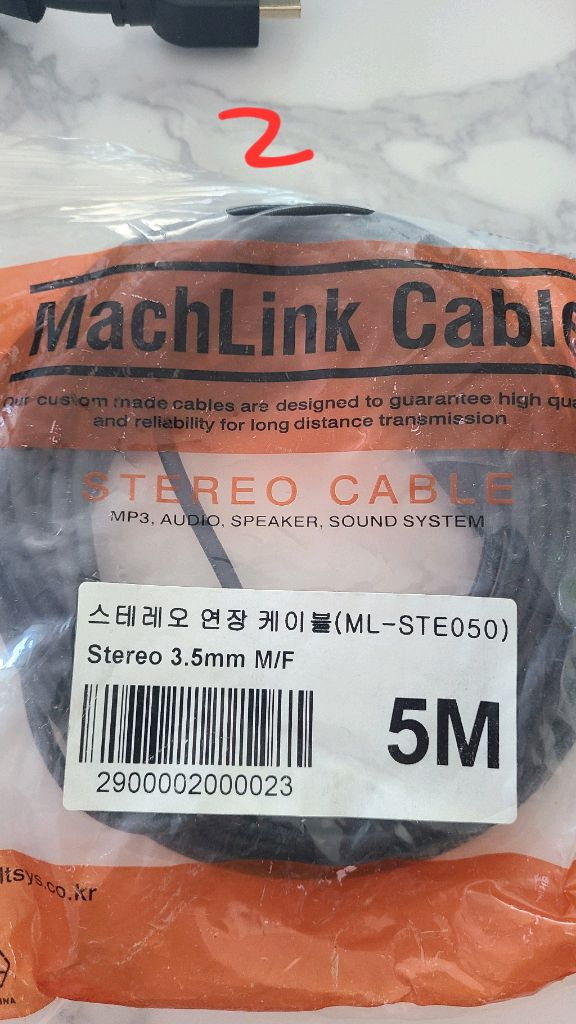 2
MachLink Cable
our custom made cables are designed to guarantee high
and reliability for long distance transmission
STEREO CABLE
MP3, AUDIO, SPEAKER, SOUND SYSTEM
스테레오 연장 케이블(ML-STE050)
Stereo 3.5mm M/F
5M
2900002000023
ltsys.co.kr